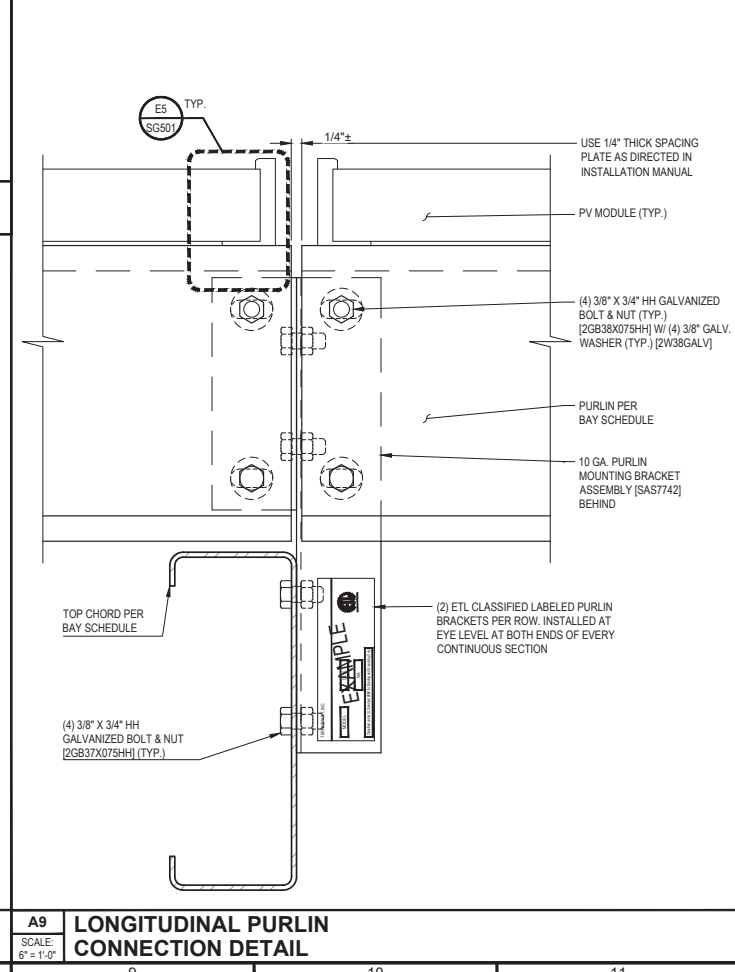 E5
SG501
TYP.
1/4"±
USE 1/4" THICK SPACING
PLATE AS DIRECTED IN
INSTALLATION MANUAL
PV MODULE (TYP.)
(4) 3/8" X 3/4" HH GALVANIZED
BOLT & NUT (TYP.)
[2GB38X075HH] W/ (4) 3/8" GALV.
WASHER (TYP.) [2W38GALV]
PURLIN PER
BAY SCHEDULE
10 GA. PURLIN
MOUNTING BRACKET
ASSEMBLY [SAS7742]
BEHIND
TOP CHORD PER
BAY SCHEDULE
EXAMPLE
MODEL
(2) ETL CLASSIFIED LABELED PURLIN
BRACKETS PER ROW. INSTALLED AT
EYE LEVEL AT BOTH ENDS OF EVERY
CONTINUOUS SECTION
(4) 3/8" X 3/4" HH
GALVANIZED BOLT & NUT
[2GB37X075HH] (TYP.)
A9
SCALE:
6" = 1'-0"
LONGITUDINAL PURLIN
CONNECTION DETAIL
9
10
11